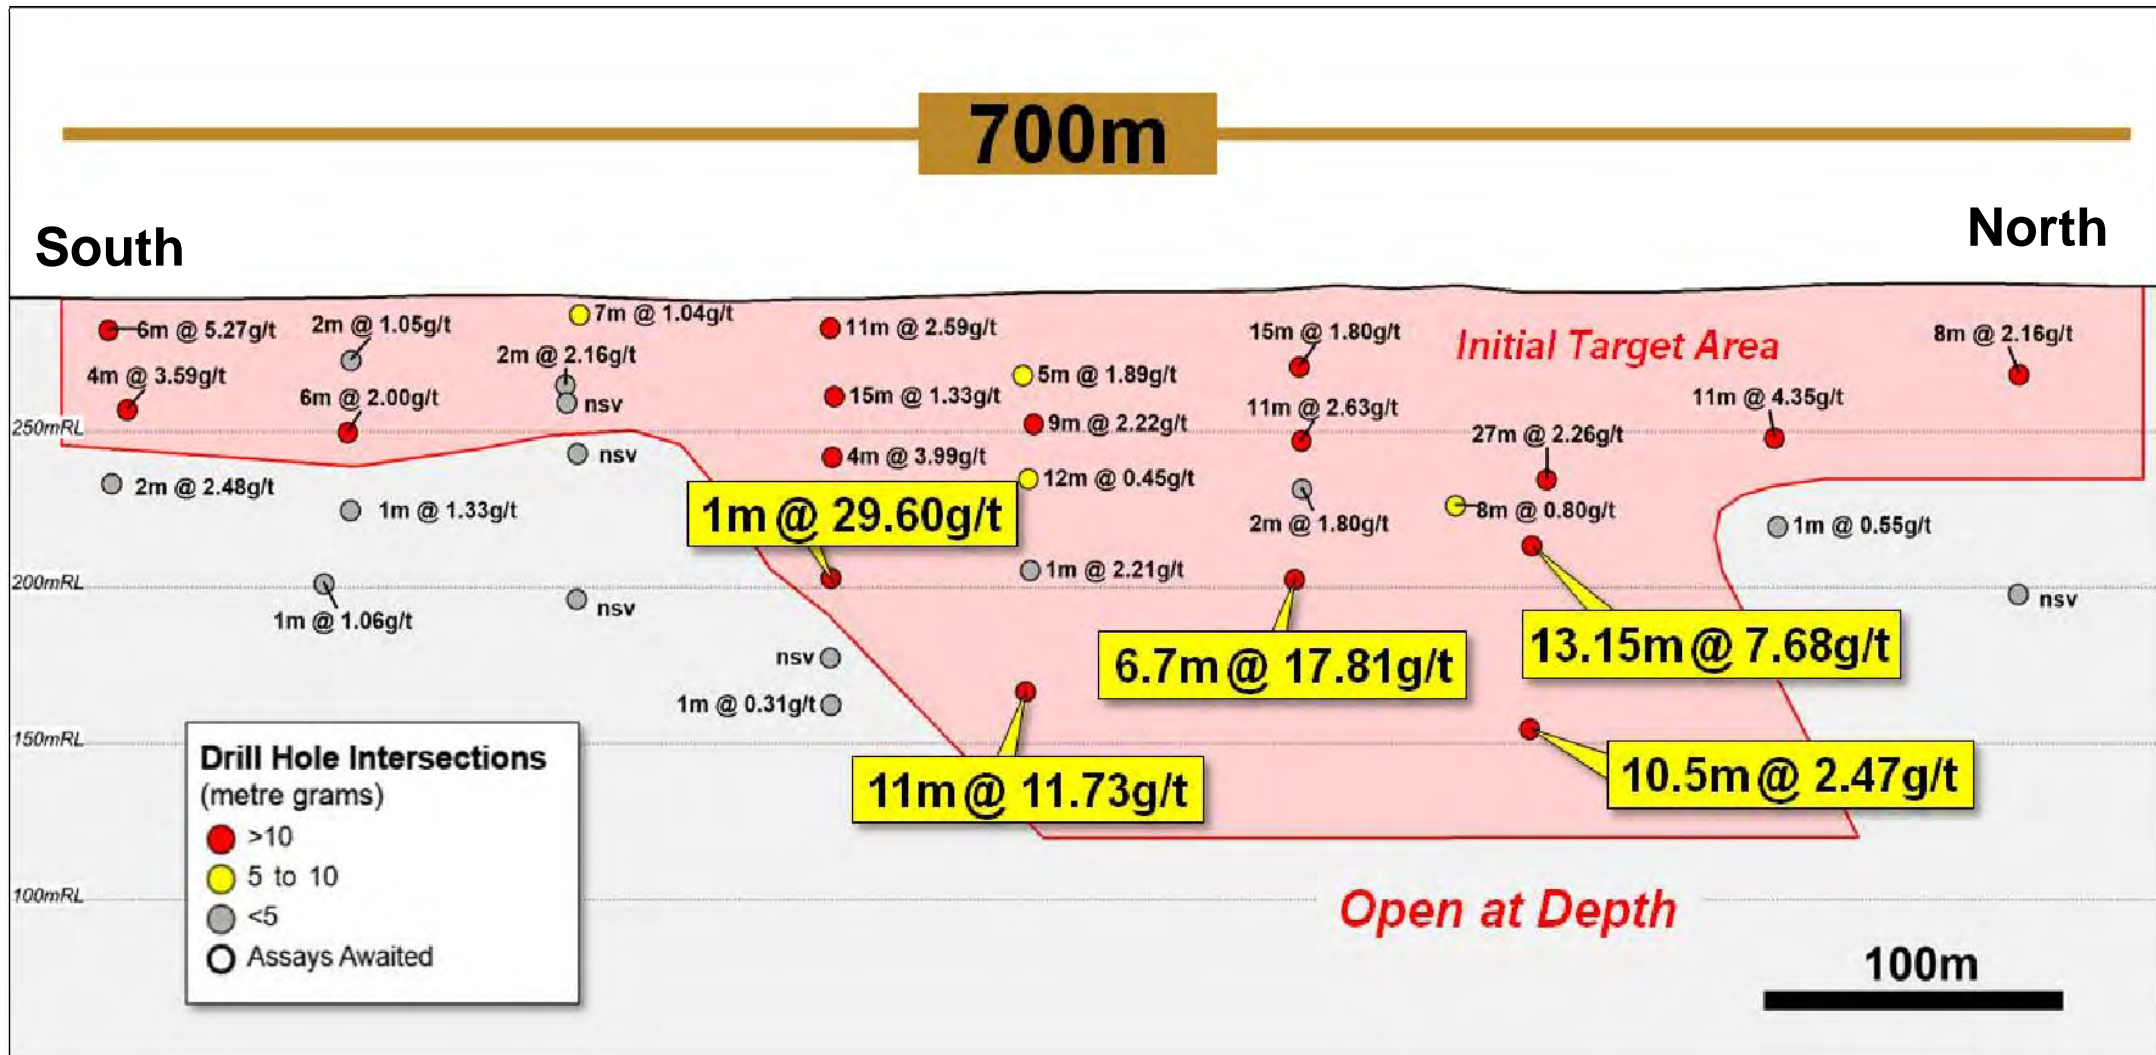 700m
South
North
6m @ 5.27g/t
2m @ 1.05g/t
7m @ 1.04g/t
11m @ 2.59g/t
15m @ 1.80g/t
Initial Target Area
8m @ 2.16g/t
4m @ 3.59g/t
2m @ 2.16g/t
5m @ 1.89g/t
6m @ 2.00g/t
nsv
15m @ 1.33g/t
11m @ 2.63g/t
11m @ 4.35g/t
250mRL
9m @ 2.22g/t
27m @ 2.26g/t
nsv
4m @ 3.99g/t
2m @ 2.48g/t
12m @ 0.45g/t
1m @ 1.33g/t
1m @ 29.60g/t
2m @ 1.80g/t
8m @ 0.80g/t
1m @ 0.55g/t
200mRL
1m @ 2.21g/t
1m @ 1.06g/t
nsv
nsv
nsv
6.7m @ 17.81g/t
13.15m @ 7.68g/t
1m @ 0.31g/t
150mRL
11m @ 11.73g/t
10.5m @ 2.47g/t
Drill Hole Intersections
(metre grams)
>10
5 to 10
<5
Assays Awaited
100mRL
Open at Depth
100m